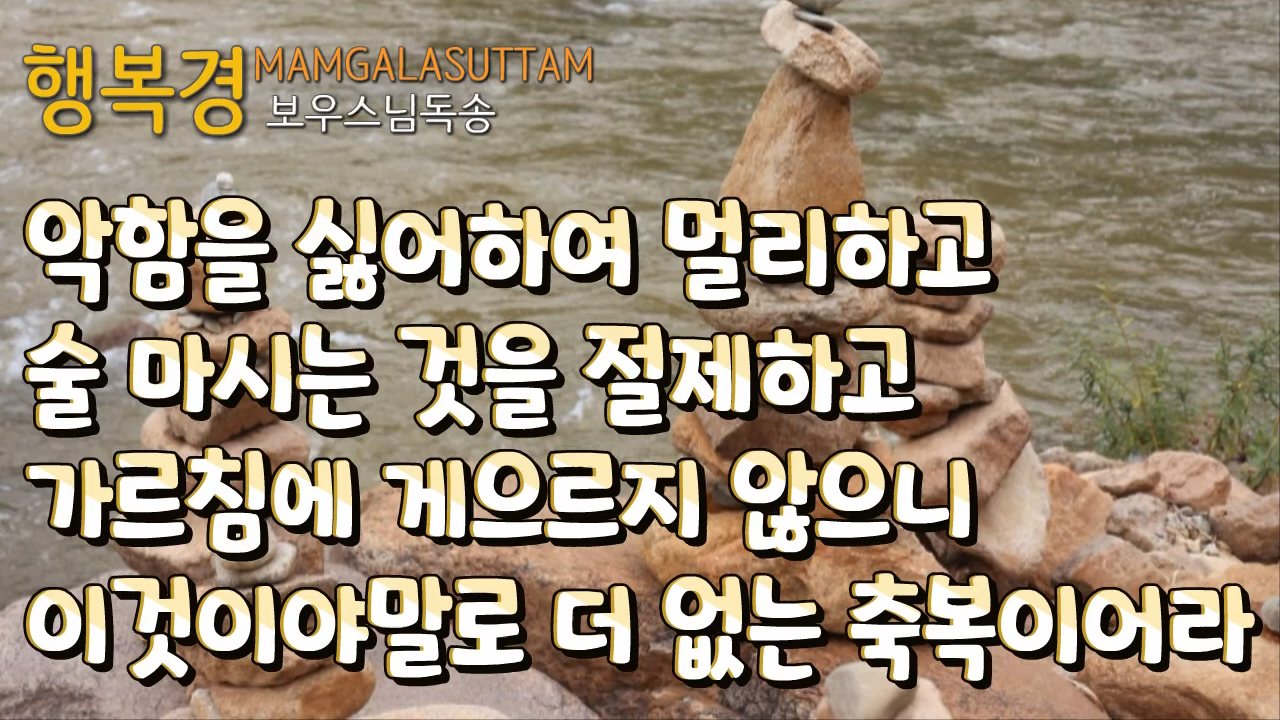 행복경 MAMGALASUTTAM
보우스님독송
악함을 싫어하여 멀리하고
술 마시는 것을 절제하고
가르침에 게으르지 않으니
이것이야말로 더 없는 축복이어라